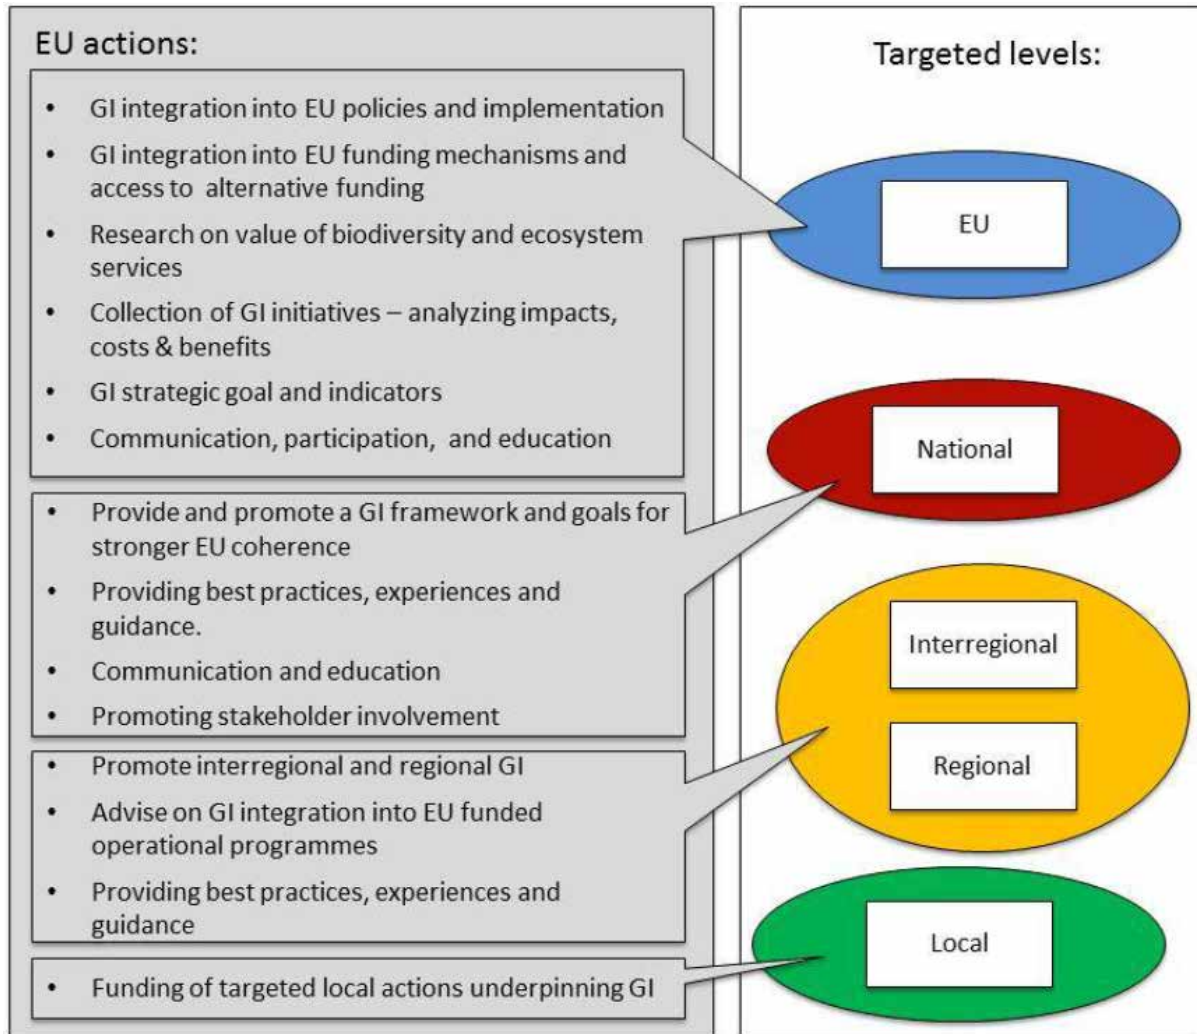 EU actions:
• GI integration into EU policies and implementation
• GI integration into EU funding mechanisms and
access to alternative funding
• Research on value of biodiversity and ecosystem
services
• Collection of GI initiatives – analyzing impacts,
costs & benefits
• GI strategic goal and indicators
• Communication, participation, and education
• Provide and promote a GI framework and goals for
stronger EU coherence
• Providing best practices, experiences and
guidance.
• Communication and education
• Promoting stakeholder involvement
• Promote interregional and regional GI
• Advise on GI integration into EU funded
operational programmes
• Providing best practices, experiences and
guidance
• Funding of targeted local actions underpinning GI
Targeted levels:
EU
National
Interregional
Regional
Local